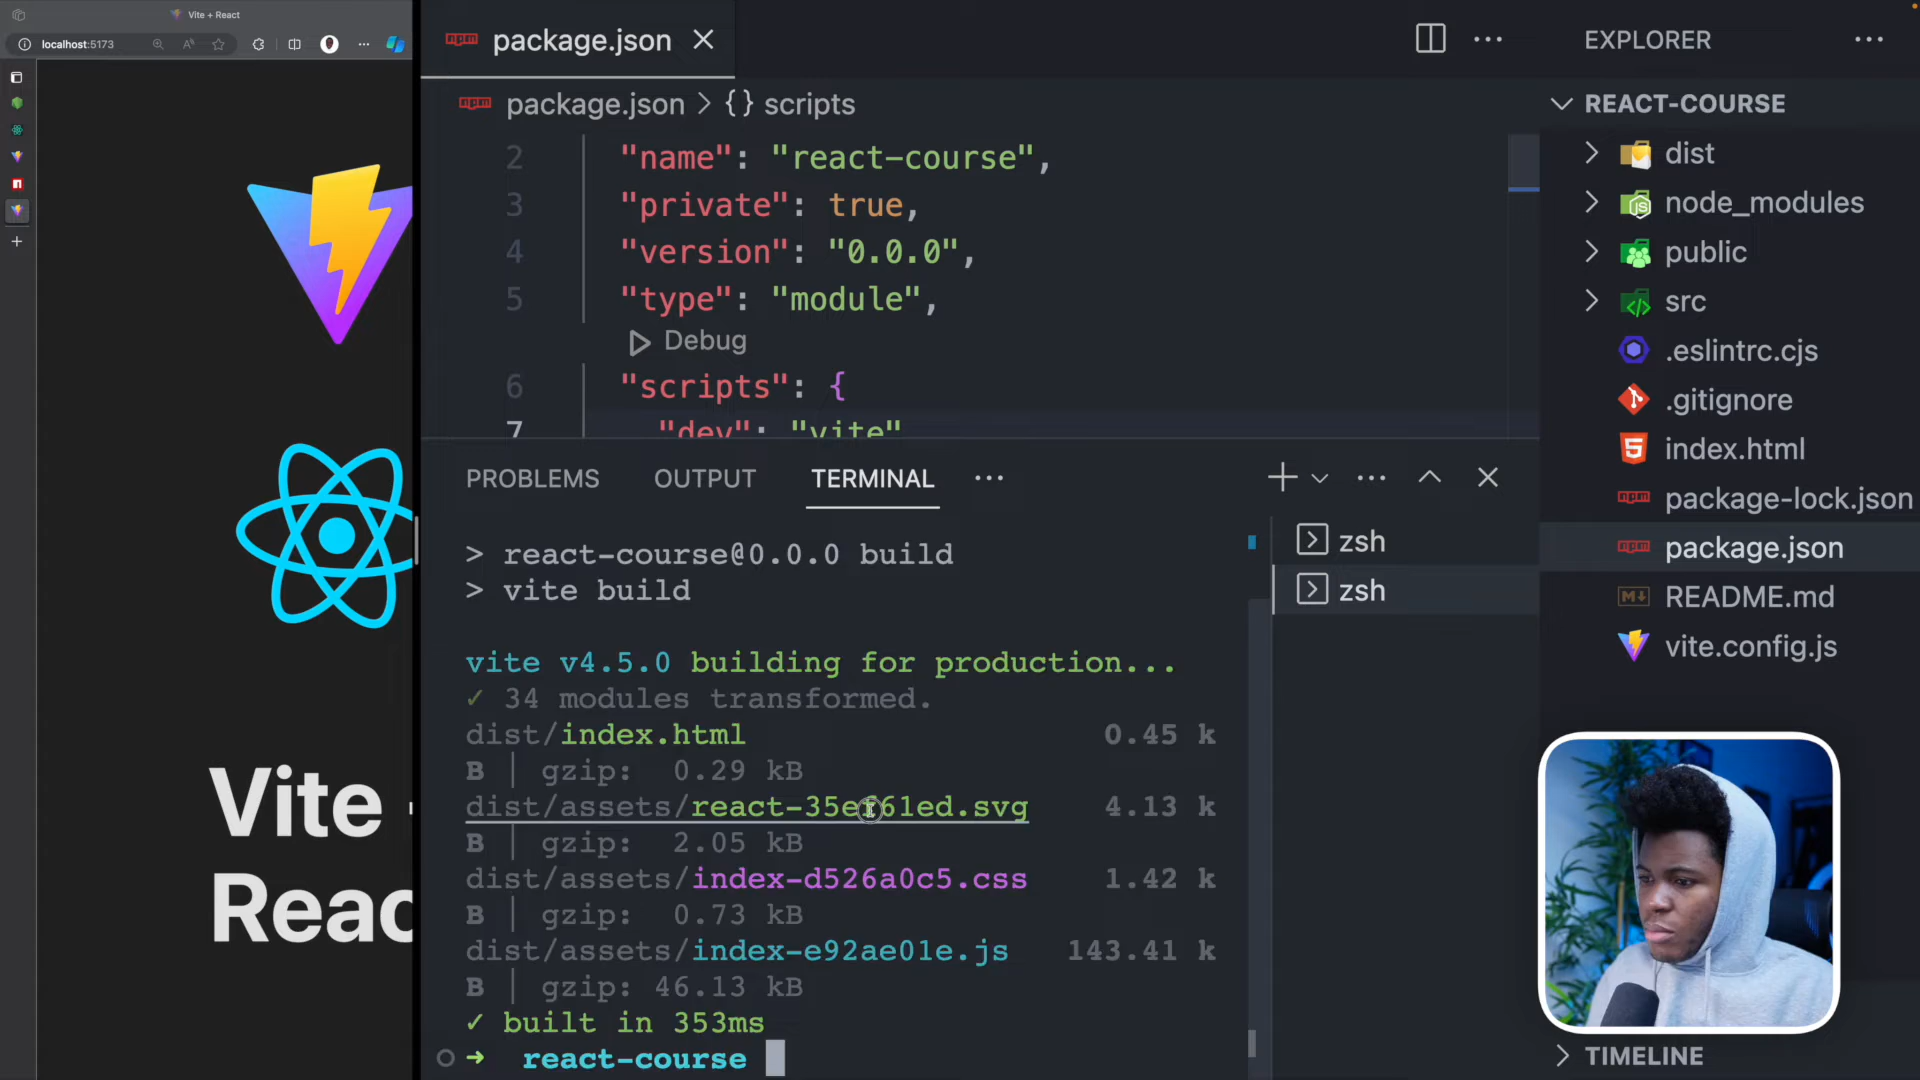 Vite + React
localhost:5173
Vite
Reac
package.json
package.json > {} scripts
2 "name": "react-course",
3 "private": true,
4 "version": "0.0.0",
5 "type": "module",
Debug
6 "scripts": {
7 "dev": "vite"
PROBLEMS OUTPUT TERMINAL
> react-course@0.0.0 build
> vite build
vite v4.5.0 building for production...
✓ 34 modules transformed.
dist/index.html 0.45 k
B | gzip: 0.29 kB
dist/assets/react-35ef61ed.svg 4.13 k
B | gzip: 2.05 kB
dist/assets/index-d526a0c5.css 1.42 k
B | gzip: 0.73 kB
dist/assets/index-e92ae01e.js 143.41 k
B | gzip: 46.13 kB
✓ built in 353ms
➜ react-course
zsh
zsh
EXPLORER
REACT-COURSE
dist
node_modules
public
src
.eslintrc.cjs
.gitignore
index.html
package-lock.json
package.json
README.md
vite.config.js
TIMELINE